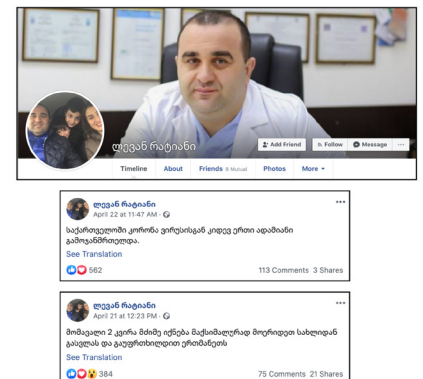 ლევან რატიანი
Add Friend
Follow
Message
Timeline
About
Friends 8 Mutual
Photos
More
ლევან რატიანი
April 22 at 11:47 AM
საქართველოში კორონა ვირუსისგან კიდევ ერთი ადამიანი
გამოჯანმრთელდა.
See Translation
562
113 Comments 3 Shares
ლევან რატიანი
April 21 at 12:23 PM
მომავალი 2 კვირა მძიმე იქნება მაქსიმალურად მოერიდეთ სახლიდან
გასვლას და გაუფრთხილდით ერთმანეთს
See Translation
384
75 Comments 21 Shares